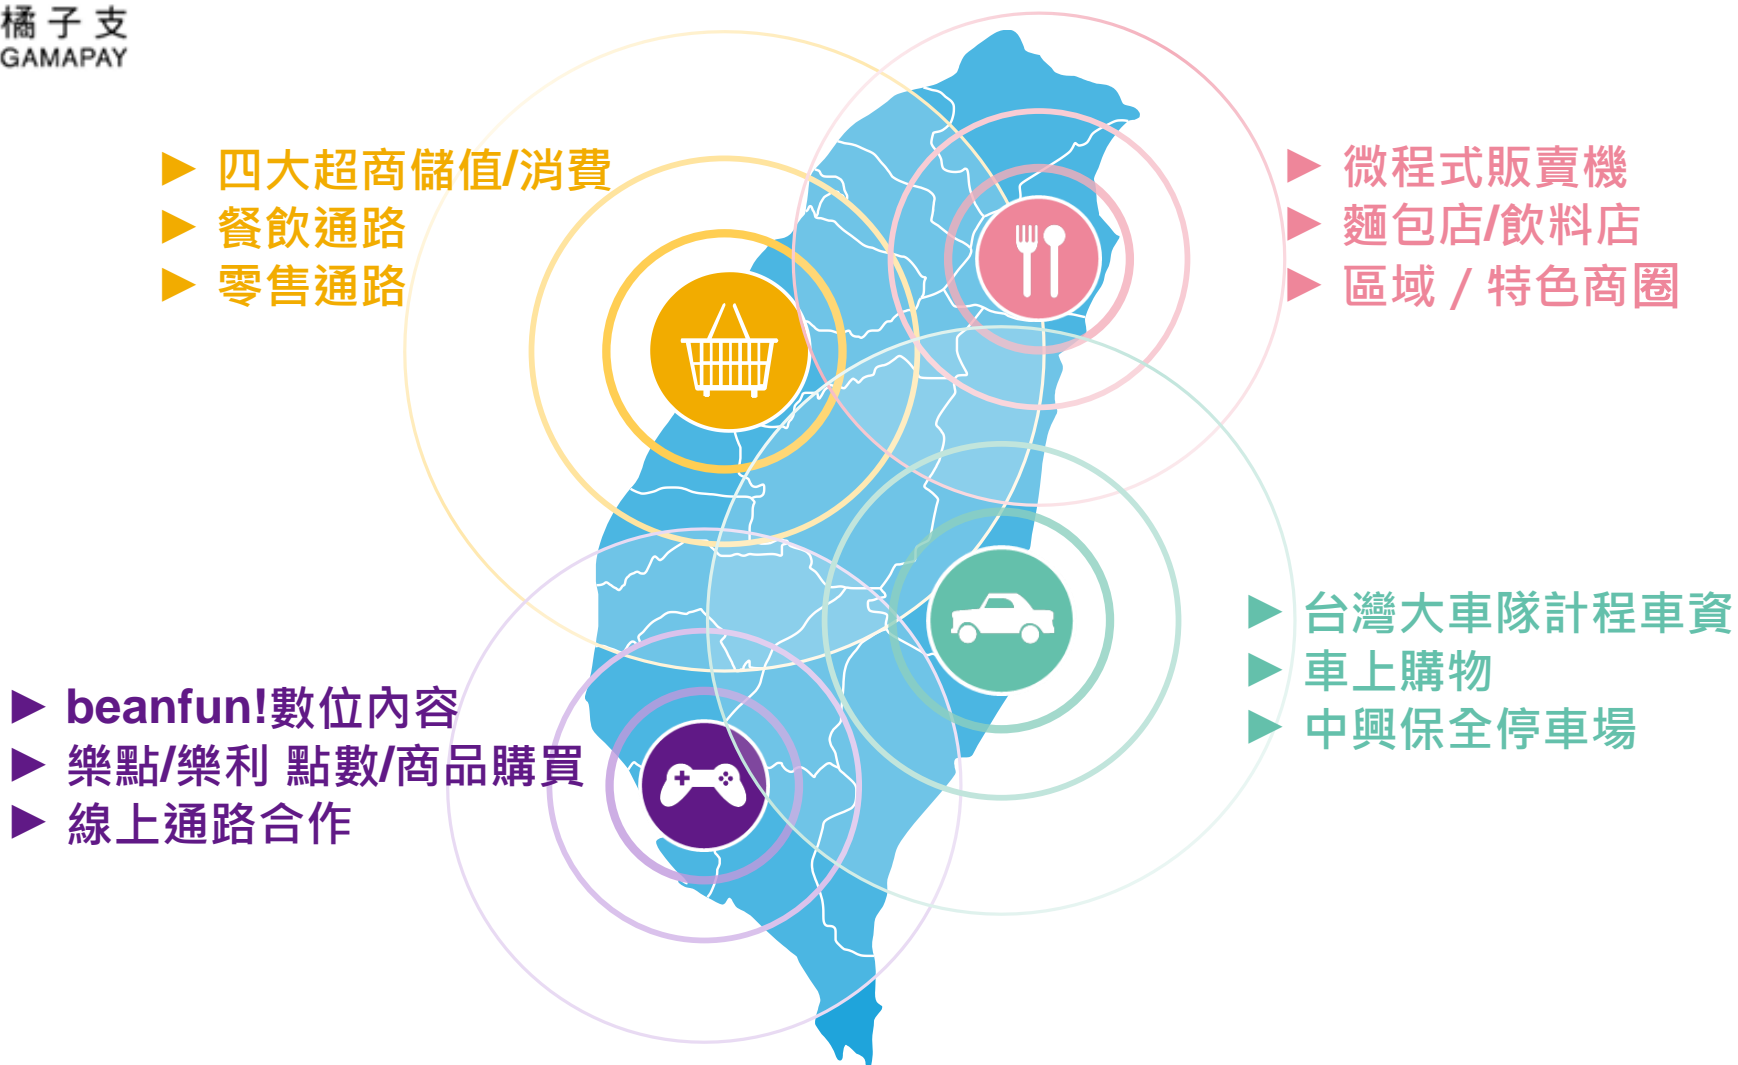 橘子支
GAMAPAY
► 四大超商儲值/消費
► 餐飲通路
► 零售通路
► 微程式販賣機
► 麵包店/飲料店
► 區域 / 特色商圈
► 台灣大車隊計程車資
► 車上購物
► 中興保全停車場
► beanfun!數位內容
► 樂點/樂利 點數/商品購買
► 線上通路合作